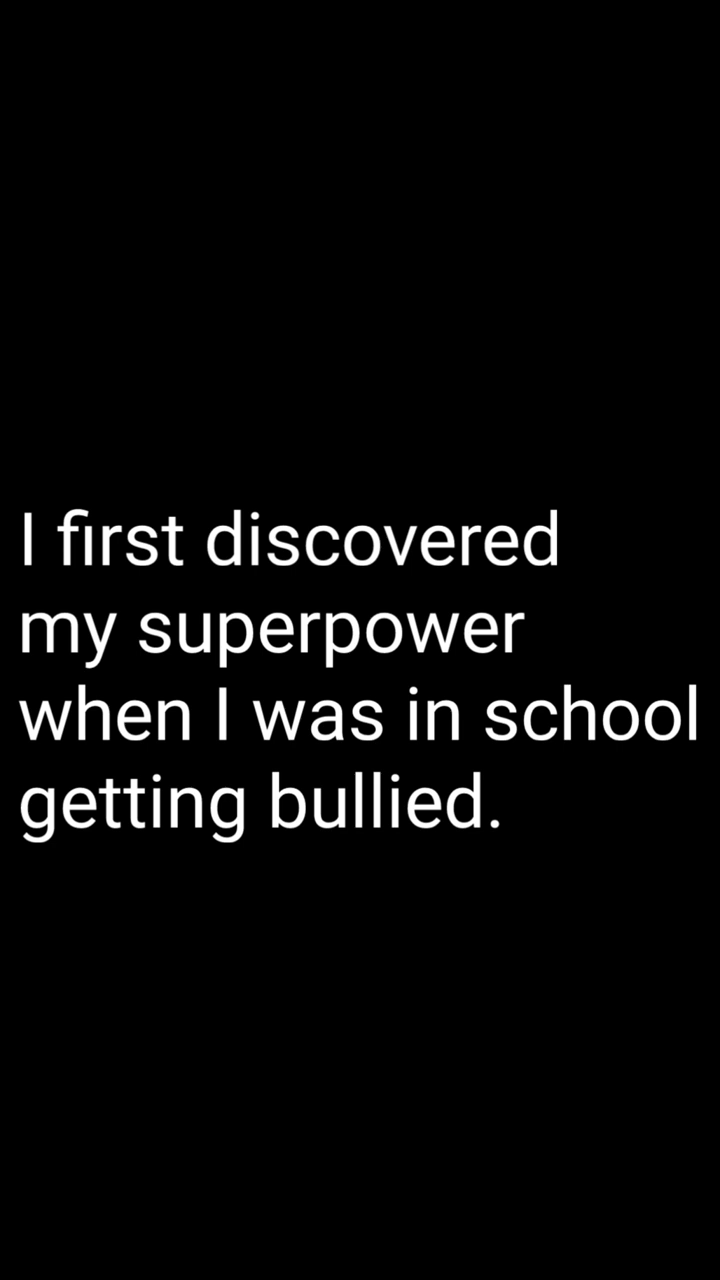 I first discovered
my superpower
when I was in school
getting bullied.